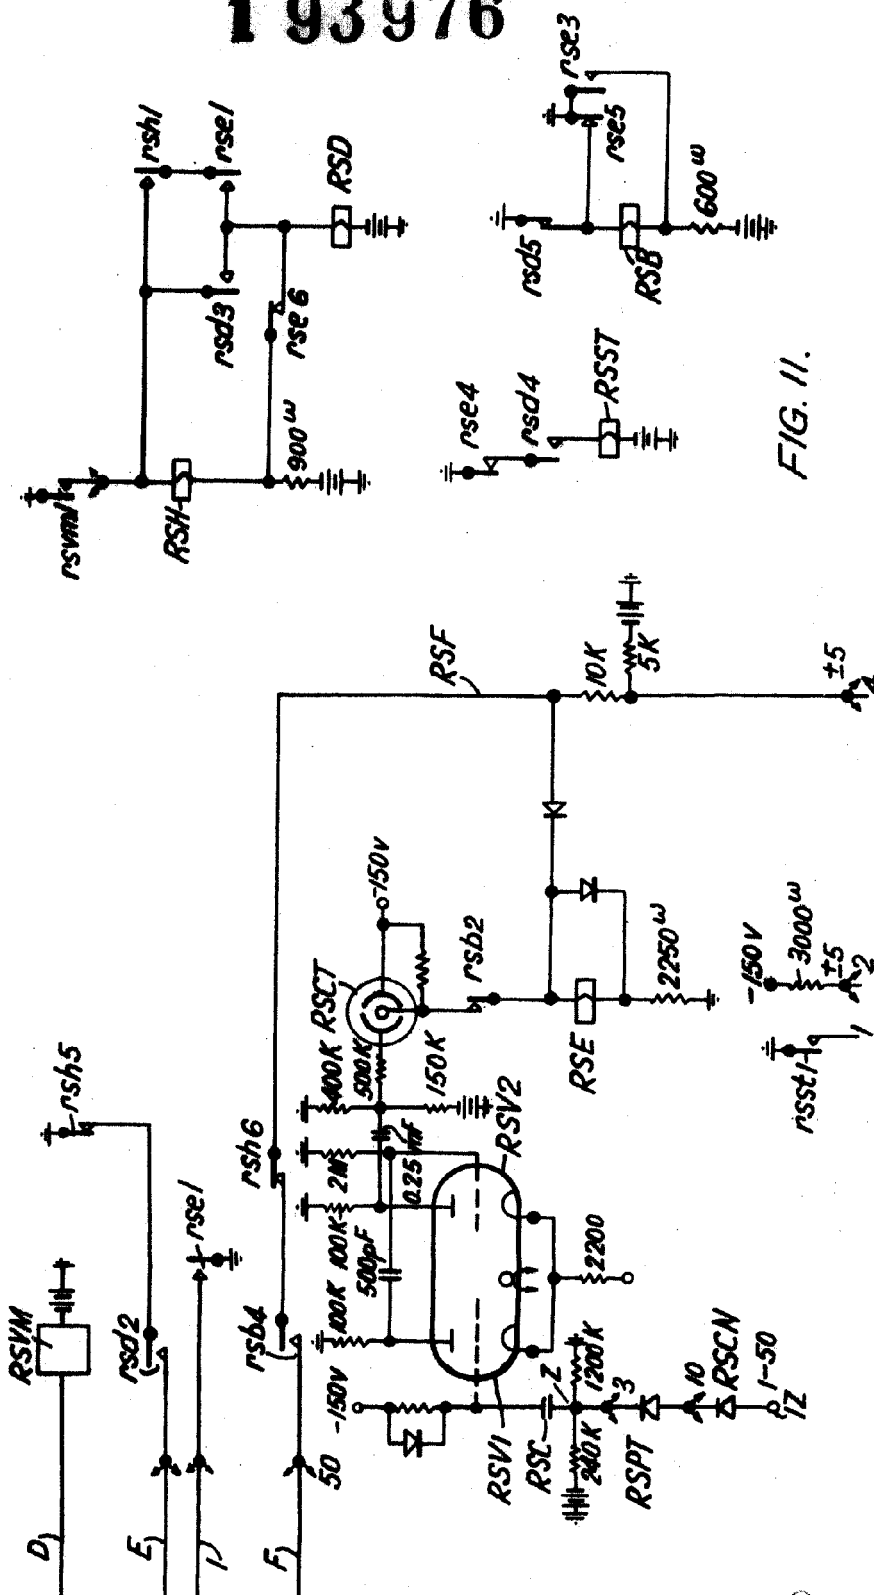 193976
rsh1
rse1
RSD
rsd3
rse6
rsvm1
RSH
900ω
rse3
rse5
rsd5
RSB
600ω
rse4
rsd4
RSST
FIG. 11.
RSF
10K
5K
±5
rsh5
RSVM
rsd2
rse1
rsh6
rsb4
D
E
1
F
50
-150v
RSCT
-150v
400K
500K
150K
2M
0.25mF
100K
500pF
100K
rsb2
RSV2
RSV1
2200
RSE
2250ω
-150V
3000ω
±5
2
rsst1
1
RSC
Z
240K
1200K
3
RSPT
10
RSCN
1-50
1Z